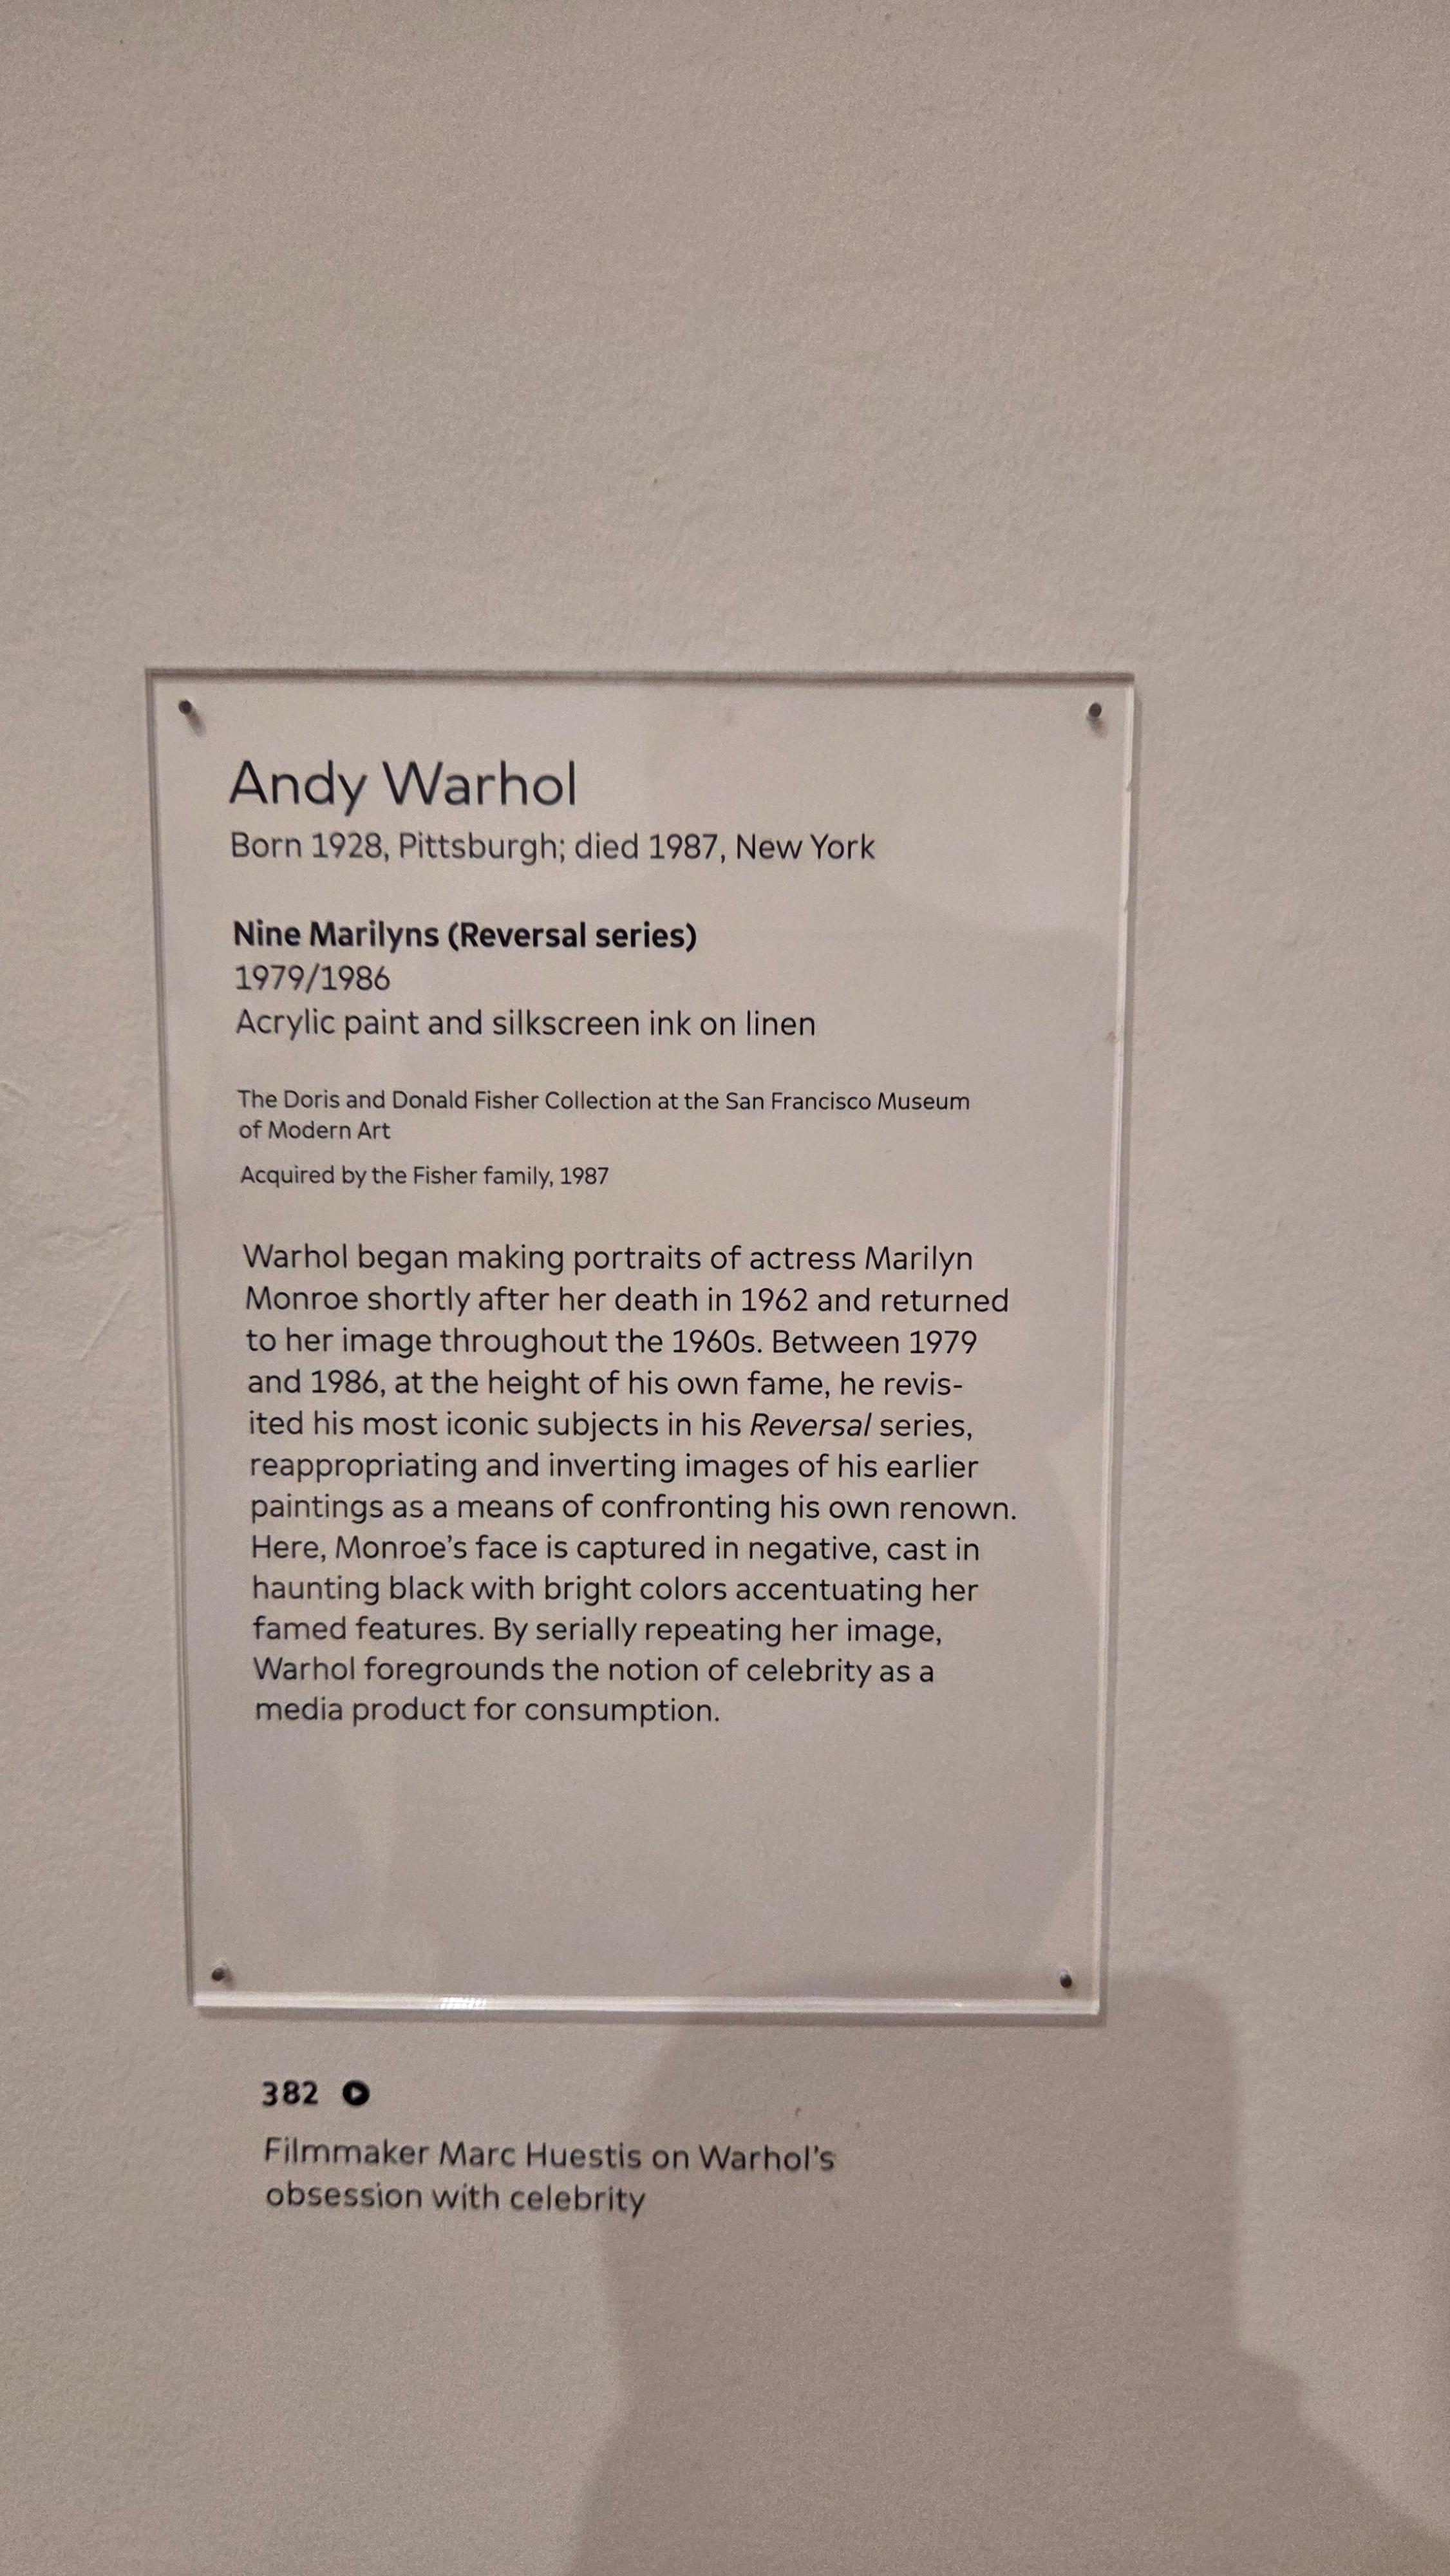 Andy Warhol
Born 1928, Pittsburgh; died 1987, New York
Nine Marilyns (Reversal series)
1979/1986
Acrylic paint and silkscreen ink on linen
The Doris and Donald Fisher Collection at the San Francisco Museum
of Modern Art
Acquired by the Fisher family, 1987
Warhol began making portraits of actress Marilyn
Monroe shortly after her death in 1962 and returned
to her image throughout the 1960s. Between 1979
and 1986, at the height of his own fame, he revis-
ited his most iconic subjects in his Reversal series,
reappropriating and inverting images of his earlier
paintings as a means of confronting his own renown.
Here, Monroe’s face is captured in negative, cast in
haunting black with bright colors accentuating her
famed features. By serially repeating her image,
Warhol foregrounds the notion of celebrity as a
media product for consumption.
382
Filmmaker Marc Huestis on Warhol’s
obsession with celebrity